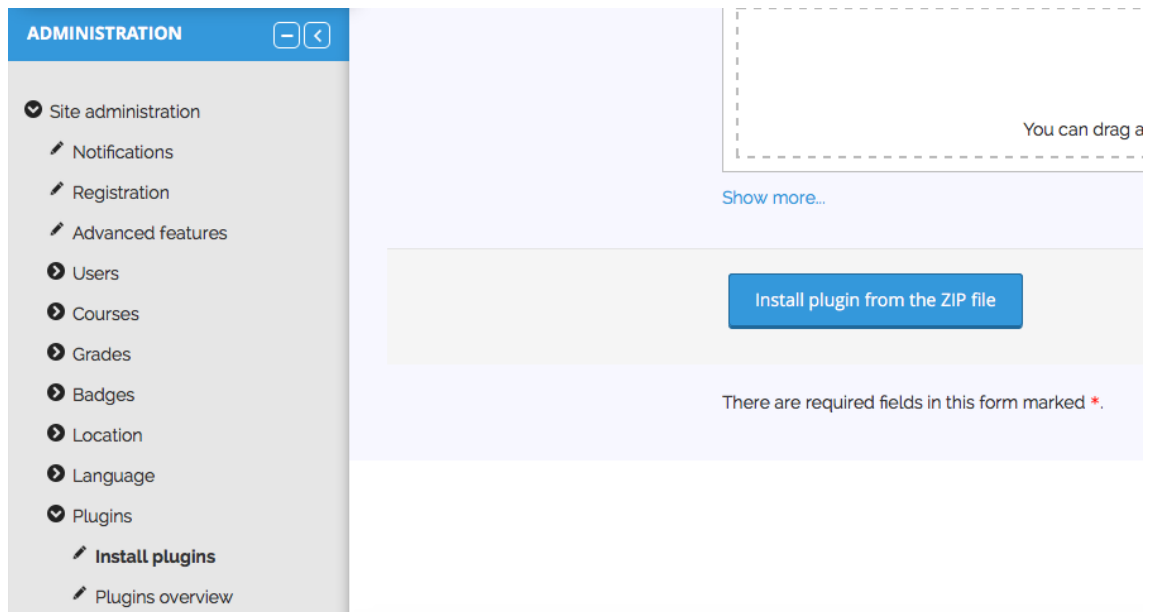 ADMINISTRATION
Site administration
Notifications
Registration
Advanced features
Users
Courses
Grades
Badges
Location
Language
Plugins
Install plugins
Plugins overview
You can drag a
Show more...
Install plugin from the ZIP file
There are required fields in this form marked *.